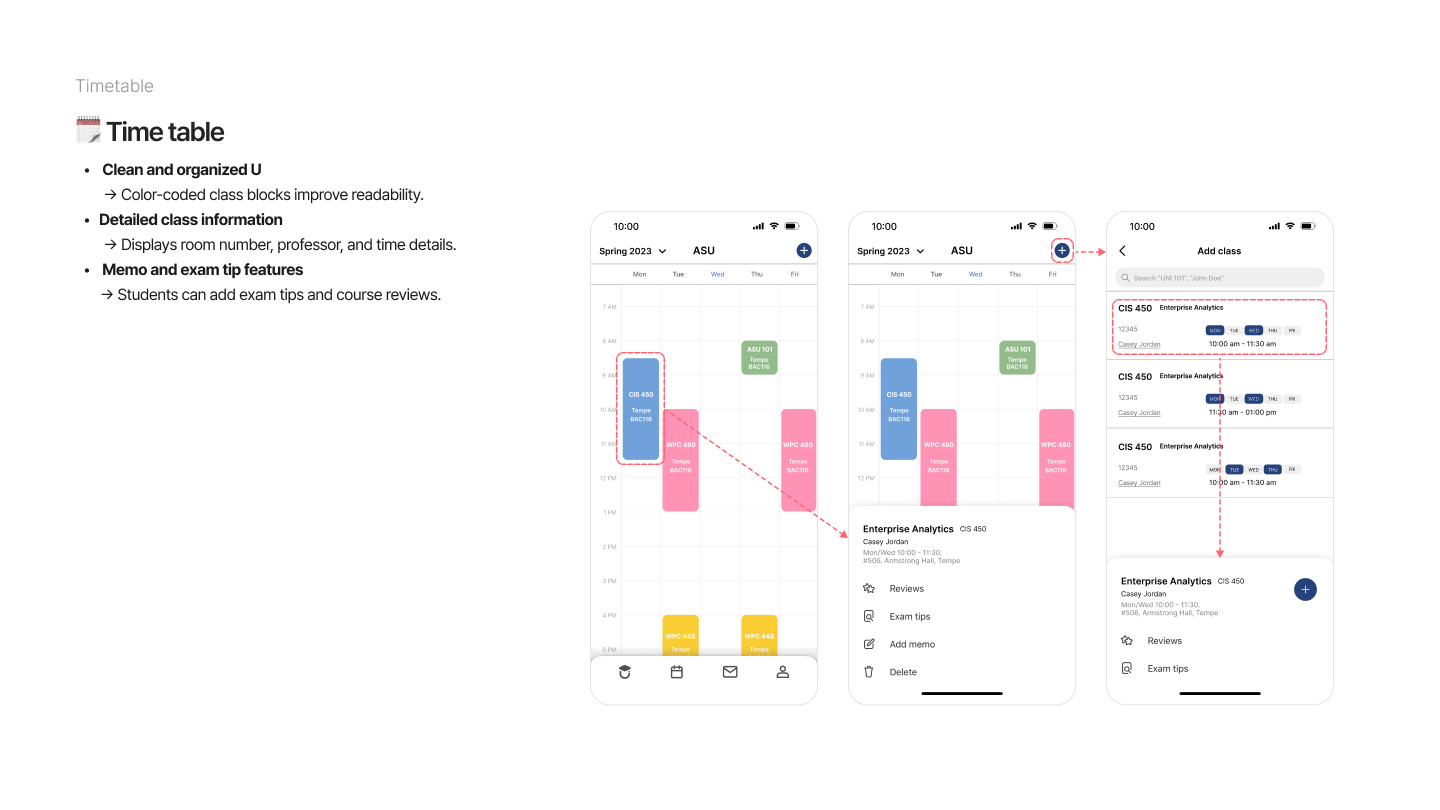 Timetable
Time table
• Clean and organized U
→ Color-coded class blocks improve readability.
• Detailed class information
→ Displays room number, professor, and time details.
• Memo and exam tip features
→ Students can add exam tips and course reviews.
10:00
Spring 2023 ASU
Mon Tue Wed Thu Fri
7 AM
8 AM
ASU 101
Tempe
BAC116
9 AM
CIS 450
Tempe
BAC116
10 AM
11 AM
WPC 480
Tempe
BAC116
WPC 480
Tempe
BAC116
12 PM
1 PM
2 PM
3 PM
4 PM
WPC 448
Tempe
WPC 448
Tempe
5 PM
10:00
Spring 2023 ASU
Mon Tue Wed Thu Fri
7 AM
8 AM
ASU 101
Tempe
BAC116
9 AM
CIS 450
Tempe
BAC116
10 AM
11 AM
WPC 480
Tempe
BAC116
WPC 480
Tempe
BAC116
12 PM
Enterprise Analytics CIS 450
Casey Jordan
Mon/Wed 10:00 - 11:30,
#506, Armstrong Hall, Tempe
Reviews
Exam tips
Add memo
Delete
10:00
Add class
Search "UNI 101", "John Doe"
CIS 450 Enterprise Analytics
12345 MON TUE WED THU FRI
Casey Jordan 10:00 am - 11:30 am
CIS 450 Enterprise Analytics
12345 MON TUE WED THU FRI
Casey Jordan 11:30 am - 01:00 pm
CIS 450 Enterprise Analytics
12345 MON TUE WED THU FRI
Casey Jordan 10:00 am - 11:30 am
Enterprise Analytics CIS 450
Casey Jordan
Mon/Wed 10:00 - 11:30,
#506, Armstrong Hall, Tempe
Reviews
Exam tips